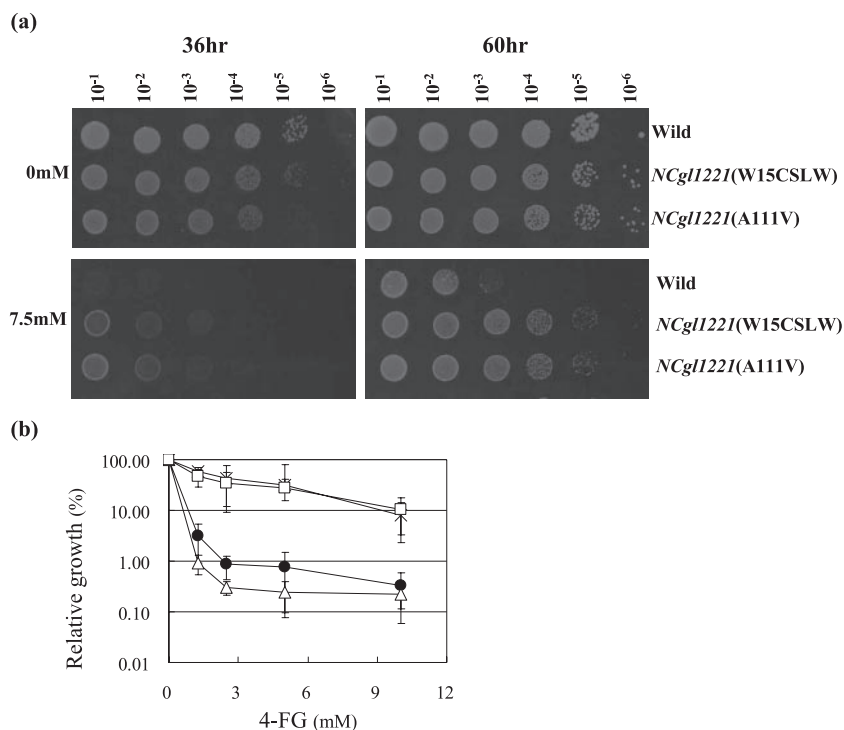 (a)
36hr 60hr
10-1 10-2 10-3 10-4 10-5 10-6 10-1 10-2 10-3 10-4 10-5 10-6
Wild
0mM NCgl1221(W15CSLW)
NCgl1221(A111V)
Wild
7.5mM NCgl1221(W15CSLW)
NCgl1221(A111V)
(b)
100.00
10.00
1.00
0.10
0.01
Relative growth (%)
0 3 6 9 12
4-FG (mM)